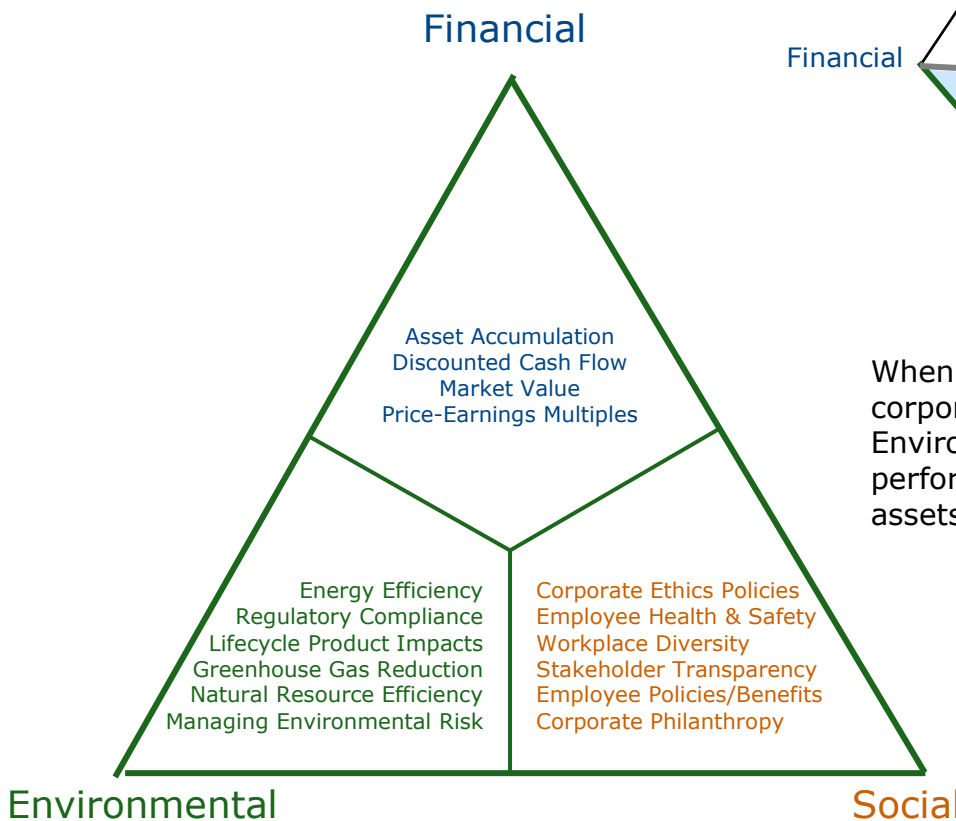 Financial
Financial
Asset Accumulation
Discounted Cash Flow
Market Value
Price-Earnings Multiples
When
Energy Efficiency
Regulatory Compliance
Lifecycle Product Impacts
Greenhouse Gas Reduction
Natural Resource Efficiency
Managing Environmental Risk
Corporate Ethics Policies
Employee Health & Safety
Workplace Diversity
Stakeholder Transparency
Employee Policies/Benefits
Corporate Philanthropy
Environmental
Social